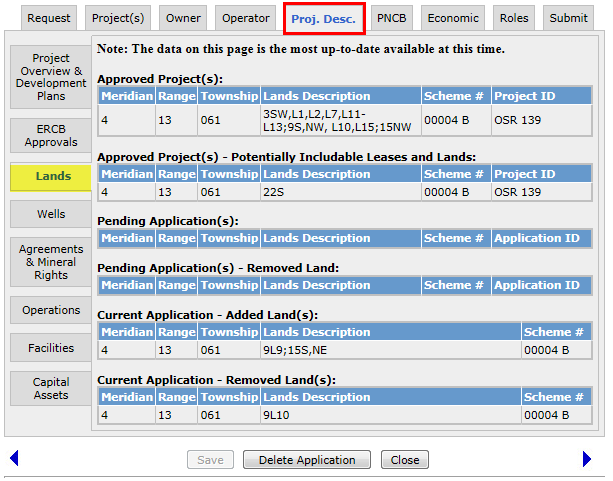 Request Project(s) Owner Operator Proj. Desc. PNCB Economic Roles Submit
Project
Overview &
Development
Plans
ERCB
Approvals
Lands
Wells
Agreements
& Mineral
Rights
Operations
Facilities
Capital
Assets
Note: The data on this page is the most up-to-date available at this time.
Approved Project(s):
Meridian Range Township Lands Description Scheme # Project ID
4 13 061 3SW,L1,L2,L7,L11-
L13;9S,NW, L10,L15;15NW 00004 B OSR 139
Approved Project(s) - Potentially Includable Leases and Lands:
Meridian Range Township Lands Description Scheme # Project ID
4 13 061 22S 00004 B OSR 139
Pending Application(s):
Meridian Range Township Lands Description Scheme # Application ID
Pending Application(s) - Removed Land:
Meridian Range Township Lands Description Scheme # Application ID
Current Application - Added Land(s):
Meridian Range Township Lands Description Scheme #
4 13 061 9L9;15S,NE 00004 B
Current Application - Removed Land(s):
Meridian Range Township Lands Description Scheme #
4 13 061 9L10 00004 B
Save Delete Application Close